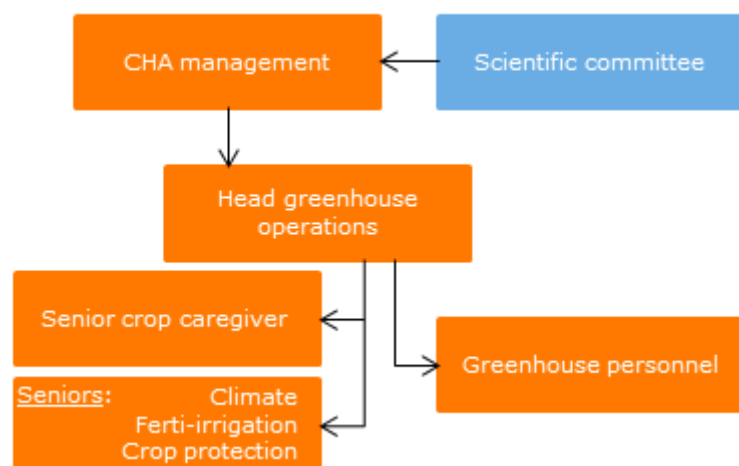 CHA management
Scientific committee
Head greenhouse
operations
Senior crop caregiver
Greenhouse personnel
Seniors: Climate
Ferti-irrigation
Crop protection